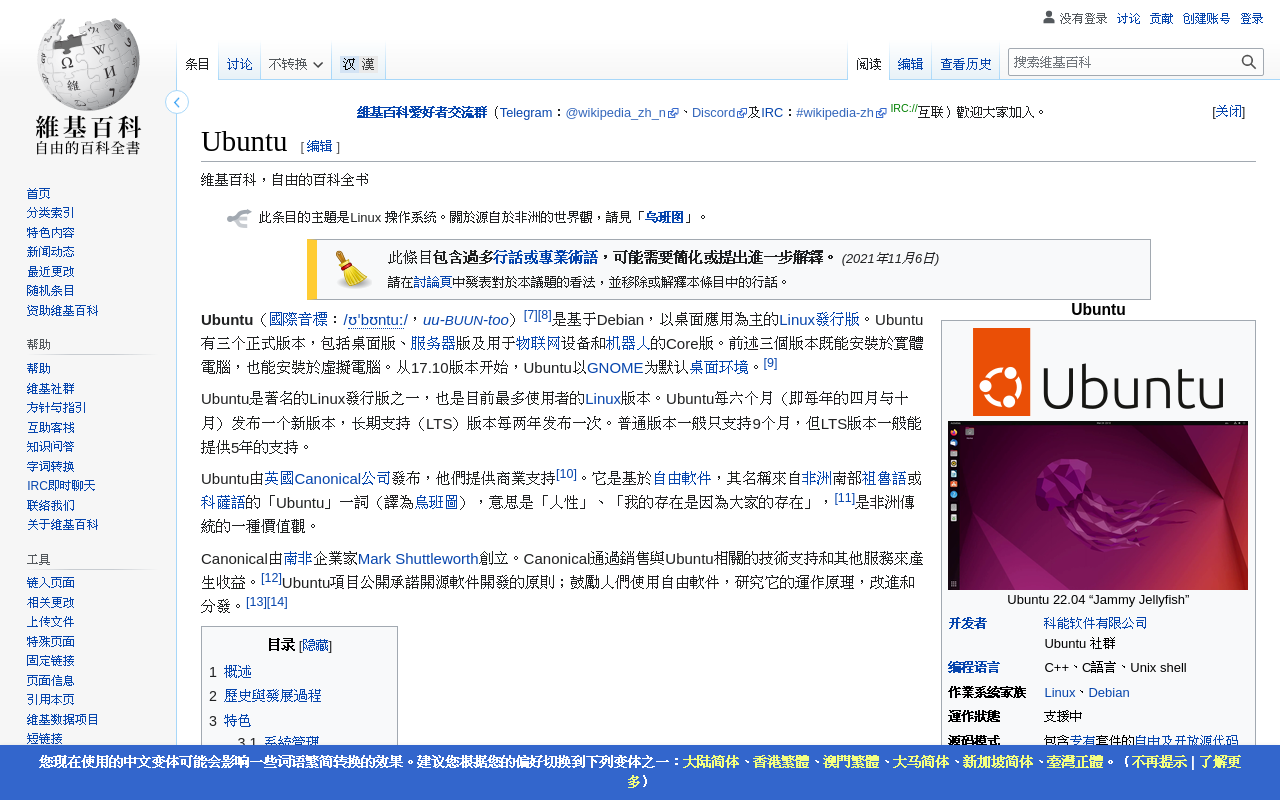 没有登录 讨论 贡献 创建账号 登录
条目 讨论 不转换 汉 漢 阅读 编辑 查看历史 搜索维基百科
維基百科
自由的百科全書
維基百科愛好者交流群（Telegram：@wikipedia_zh_n、Discord及IRC：#wikipedia-zh IRC://互联）歡迎大家加入。 [关闭]
Ubuntu [ 编辑 ]
维基百科，自由的百科全书
此条目的主題是Linux 操作系统。關於源自於非洲的世界觀，請見「乌班图」。
此條目包含過多行話或專業術語，可能需要簡化或提出進一步解釋。 (2021年11月6日)
請在討論頁中發表對於本議題的看法，並移除或解釋本條目中的行話。
Ubuntu（國際音標：/ʊˈbʊntuː/，uu-BUUN-too）[7][8]是基于Debian，以桌面應用為主的Linux發行版。Ubuntu
有三个正式版本，包括桌面版、服务器版及用于物联网设备和机器人的Core版。前述三個版本既能安裝於實體
電腦，也能安裝於虛擬電腦。从17.10版本开始，Ubuntu以GNOME为默认桌面环境。[9]
Ubuntu是著名的Linux發行版之一，也是目前最多使用者的Linux版本。Ubuntu每六个月（即每年的四月与十
月）发布一个新版本，长期支持（LTS）版本每两年发布一次。普通版本一般只支持9个月，但LTS版本一般能
提供5年的支持。
Ubuntu由英國Canonical公司發布，他們提供商業支持[10]。它是基於自由軟件，其名稱來自非洲南部祖魯語或
科薩語的「Ubuntu」一詞（譯為烏班圖），意思是「人性」、「我的存在是因為大家的存在」，[11]是非洲傳
統的一種價值觀。
Canonical由南非企業家Mark Shuttleworth創立。Canonical通過銷售與Ubuntu相關的技術支持和其他服務來產
生收益。[12]Ubuntu項目公開承諾開源軟件開發的原則；鼓勵人們使用自由軟件，研究它的運作原理，改進和
分發。[13][14]
目录 [隐藏]
1 概述
2 歷史與發展過程
3 特色
3.1 系統管理
Ubuntu
Ubuntu
Ubuntu 22.04 “Jammy Jellyfish”
开发者 科能软件有限公司
Ubuntu 社群
编程语言 C++、C語言、Unix shell
作業系統家族 Linux、Debian
運作狀態 支援中
源码模式 包含专有套件的自由及开放源代码
首页
分类索引
特色内容
新闻动态
最近更改
随机条目
资助维基百科
帮助
帮助
维基社群
方针与指引
互助客栈
知识问答
字词转换
IRC即时聊天
联络我们
关于维基百科
工具
链入页面
相关更改
上传文件
特殊页面
固定链接
页面信息
引用本页
维基数据项目
短链接
您现在使用的中文变体可能会影响一些词语繁简转换的效果。建议您根据您的偏好切换到下列变体之一：大陆简体、香港繁體、澳門繁體、大马简体、新加坡简体、臺灣正體。（不再提示 | 了解更
多）